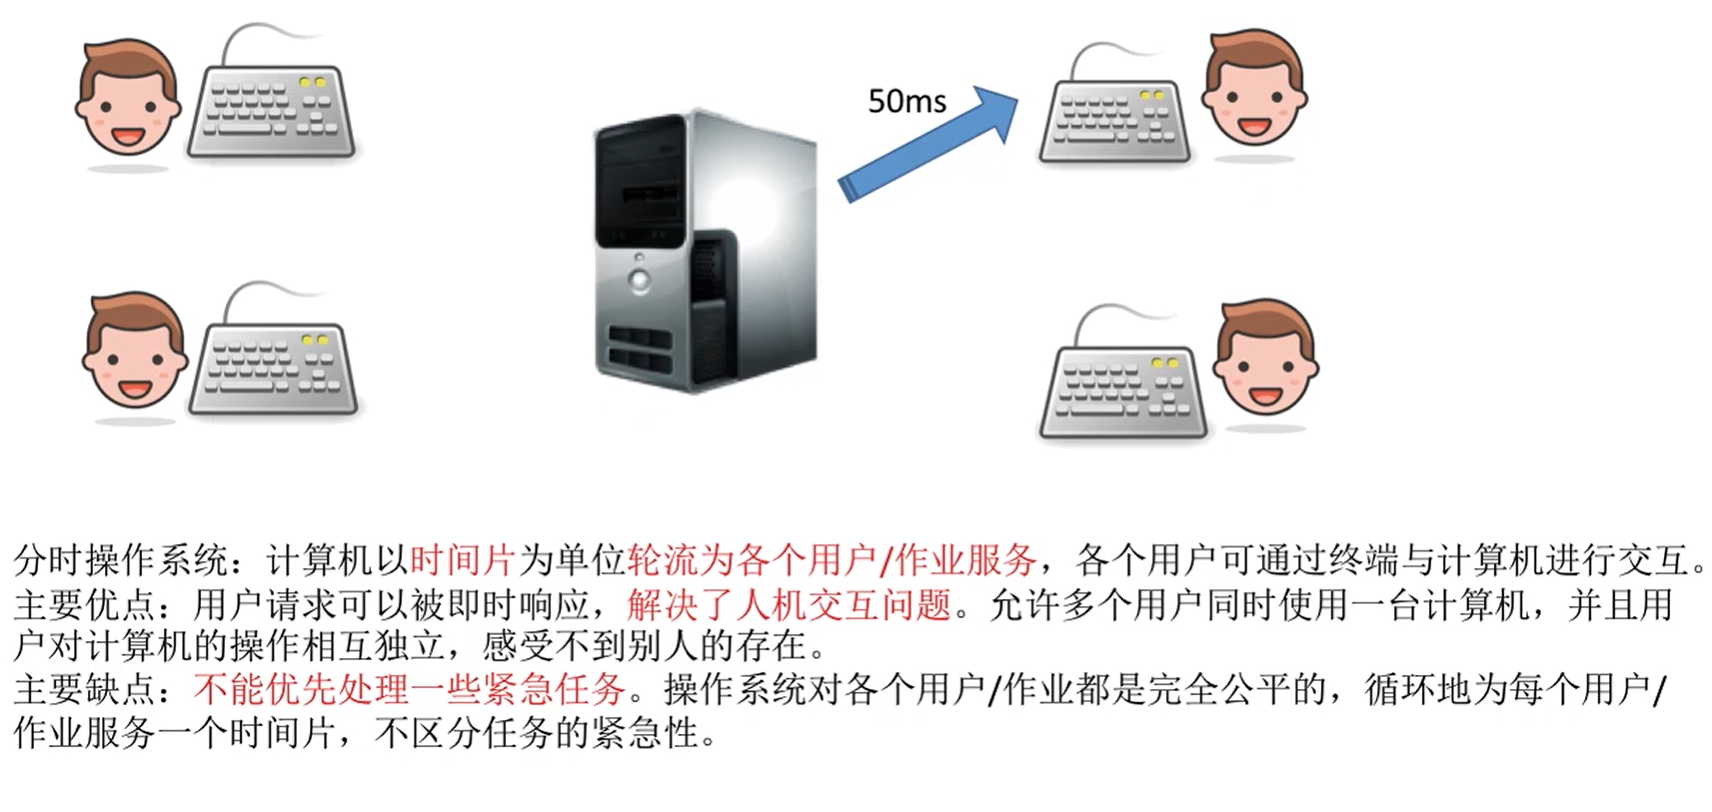 50ms
分时操作系统：计算机以时间片为单位轮流为各个用户/作业服务，各个用户可通过终端与计算机进行交互。
主要优点：用户请求可以被即时响应，解决了人机交互问题。允许多个用户同时使用一台计算机，并且用
户对计算机的操作相互独立，感受不到别人的存在。
主要缺点：不能优先处理一些紧急任务。操作系统对各个用户/作业都是完全公平的，循环地为每个用户/
作业服务一个时间片，不区分任务的紧急性。